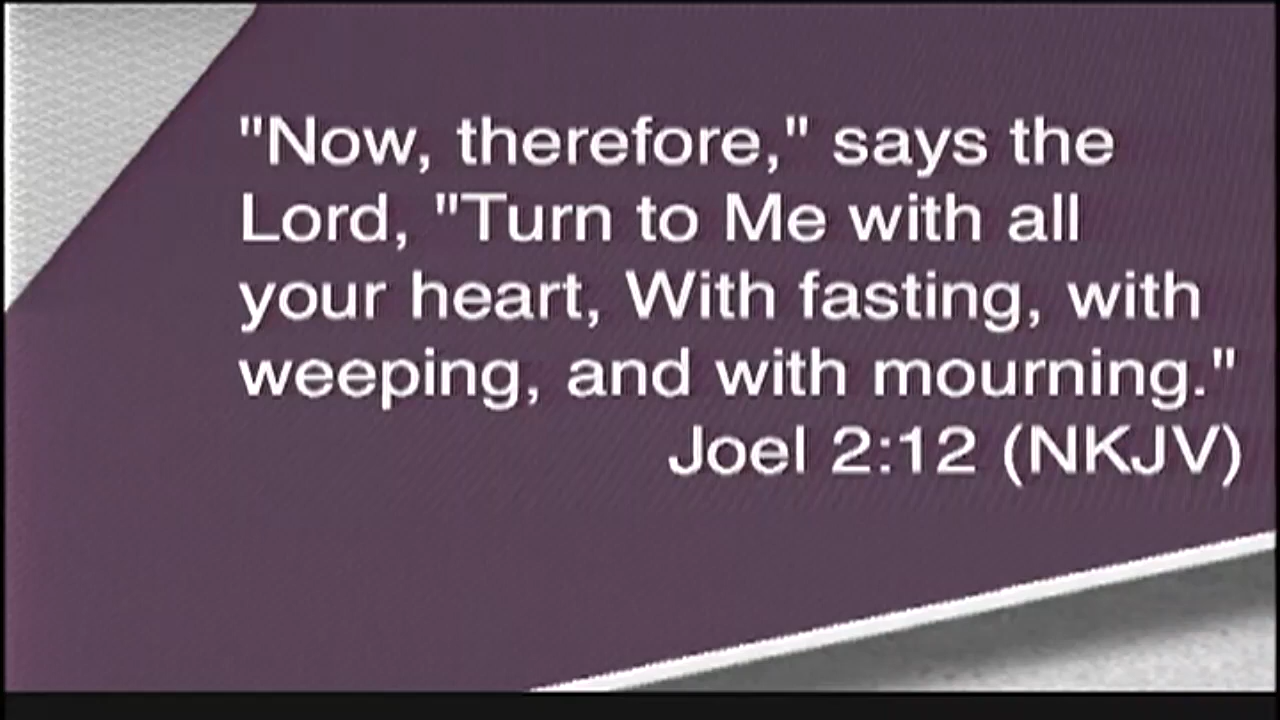 "Now, therefore," says the
Lord, "Turn to Me with all
your heart, With fasting, with
weeping, and with mourning."
Joel 2:12 (NKJV)